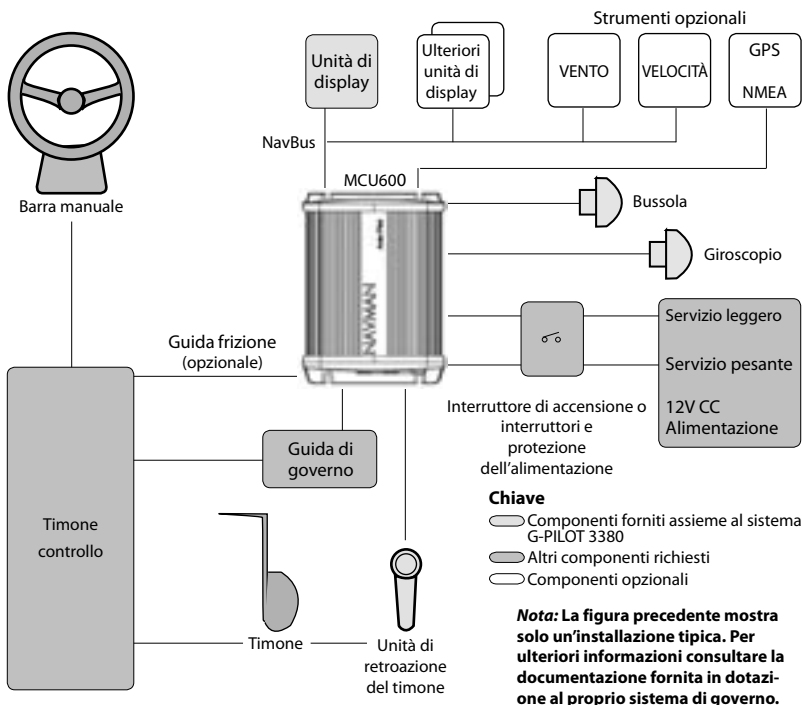 Strumenti opzionali
Unità di
display
Ulteriori
unità di
display
VENTO
VELOCITÀ
GPS
NMEA
NavBus
MCU600
Barra manuale
Bussola
Giroscopio
NAVMAN
Guida frizione
(opzionale)
Servizio leggero
Servizio pesante
12V CC
Alimentazione
Interruttore di accensione o
interruttori e
protezione
dell'alimentazione
Guida di
governo
Timone
controllo
Chiave
Componenti forniti assieme al sistema
G-PILOT 3380
Altri componenti richiesti
Componenti opzionali
Timone
Unità di
retroazione
del timone
Nota: La figura precedente mostra
solo un'installazione tipica. Per
ulteriori informazioni consultare la
documentazione fornita in dotazi-
one al proprio sistema di governo.